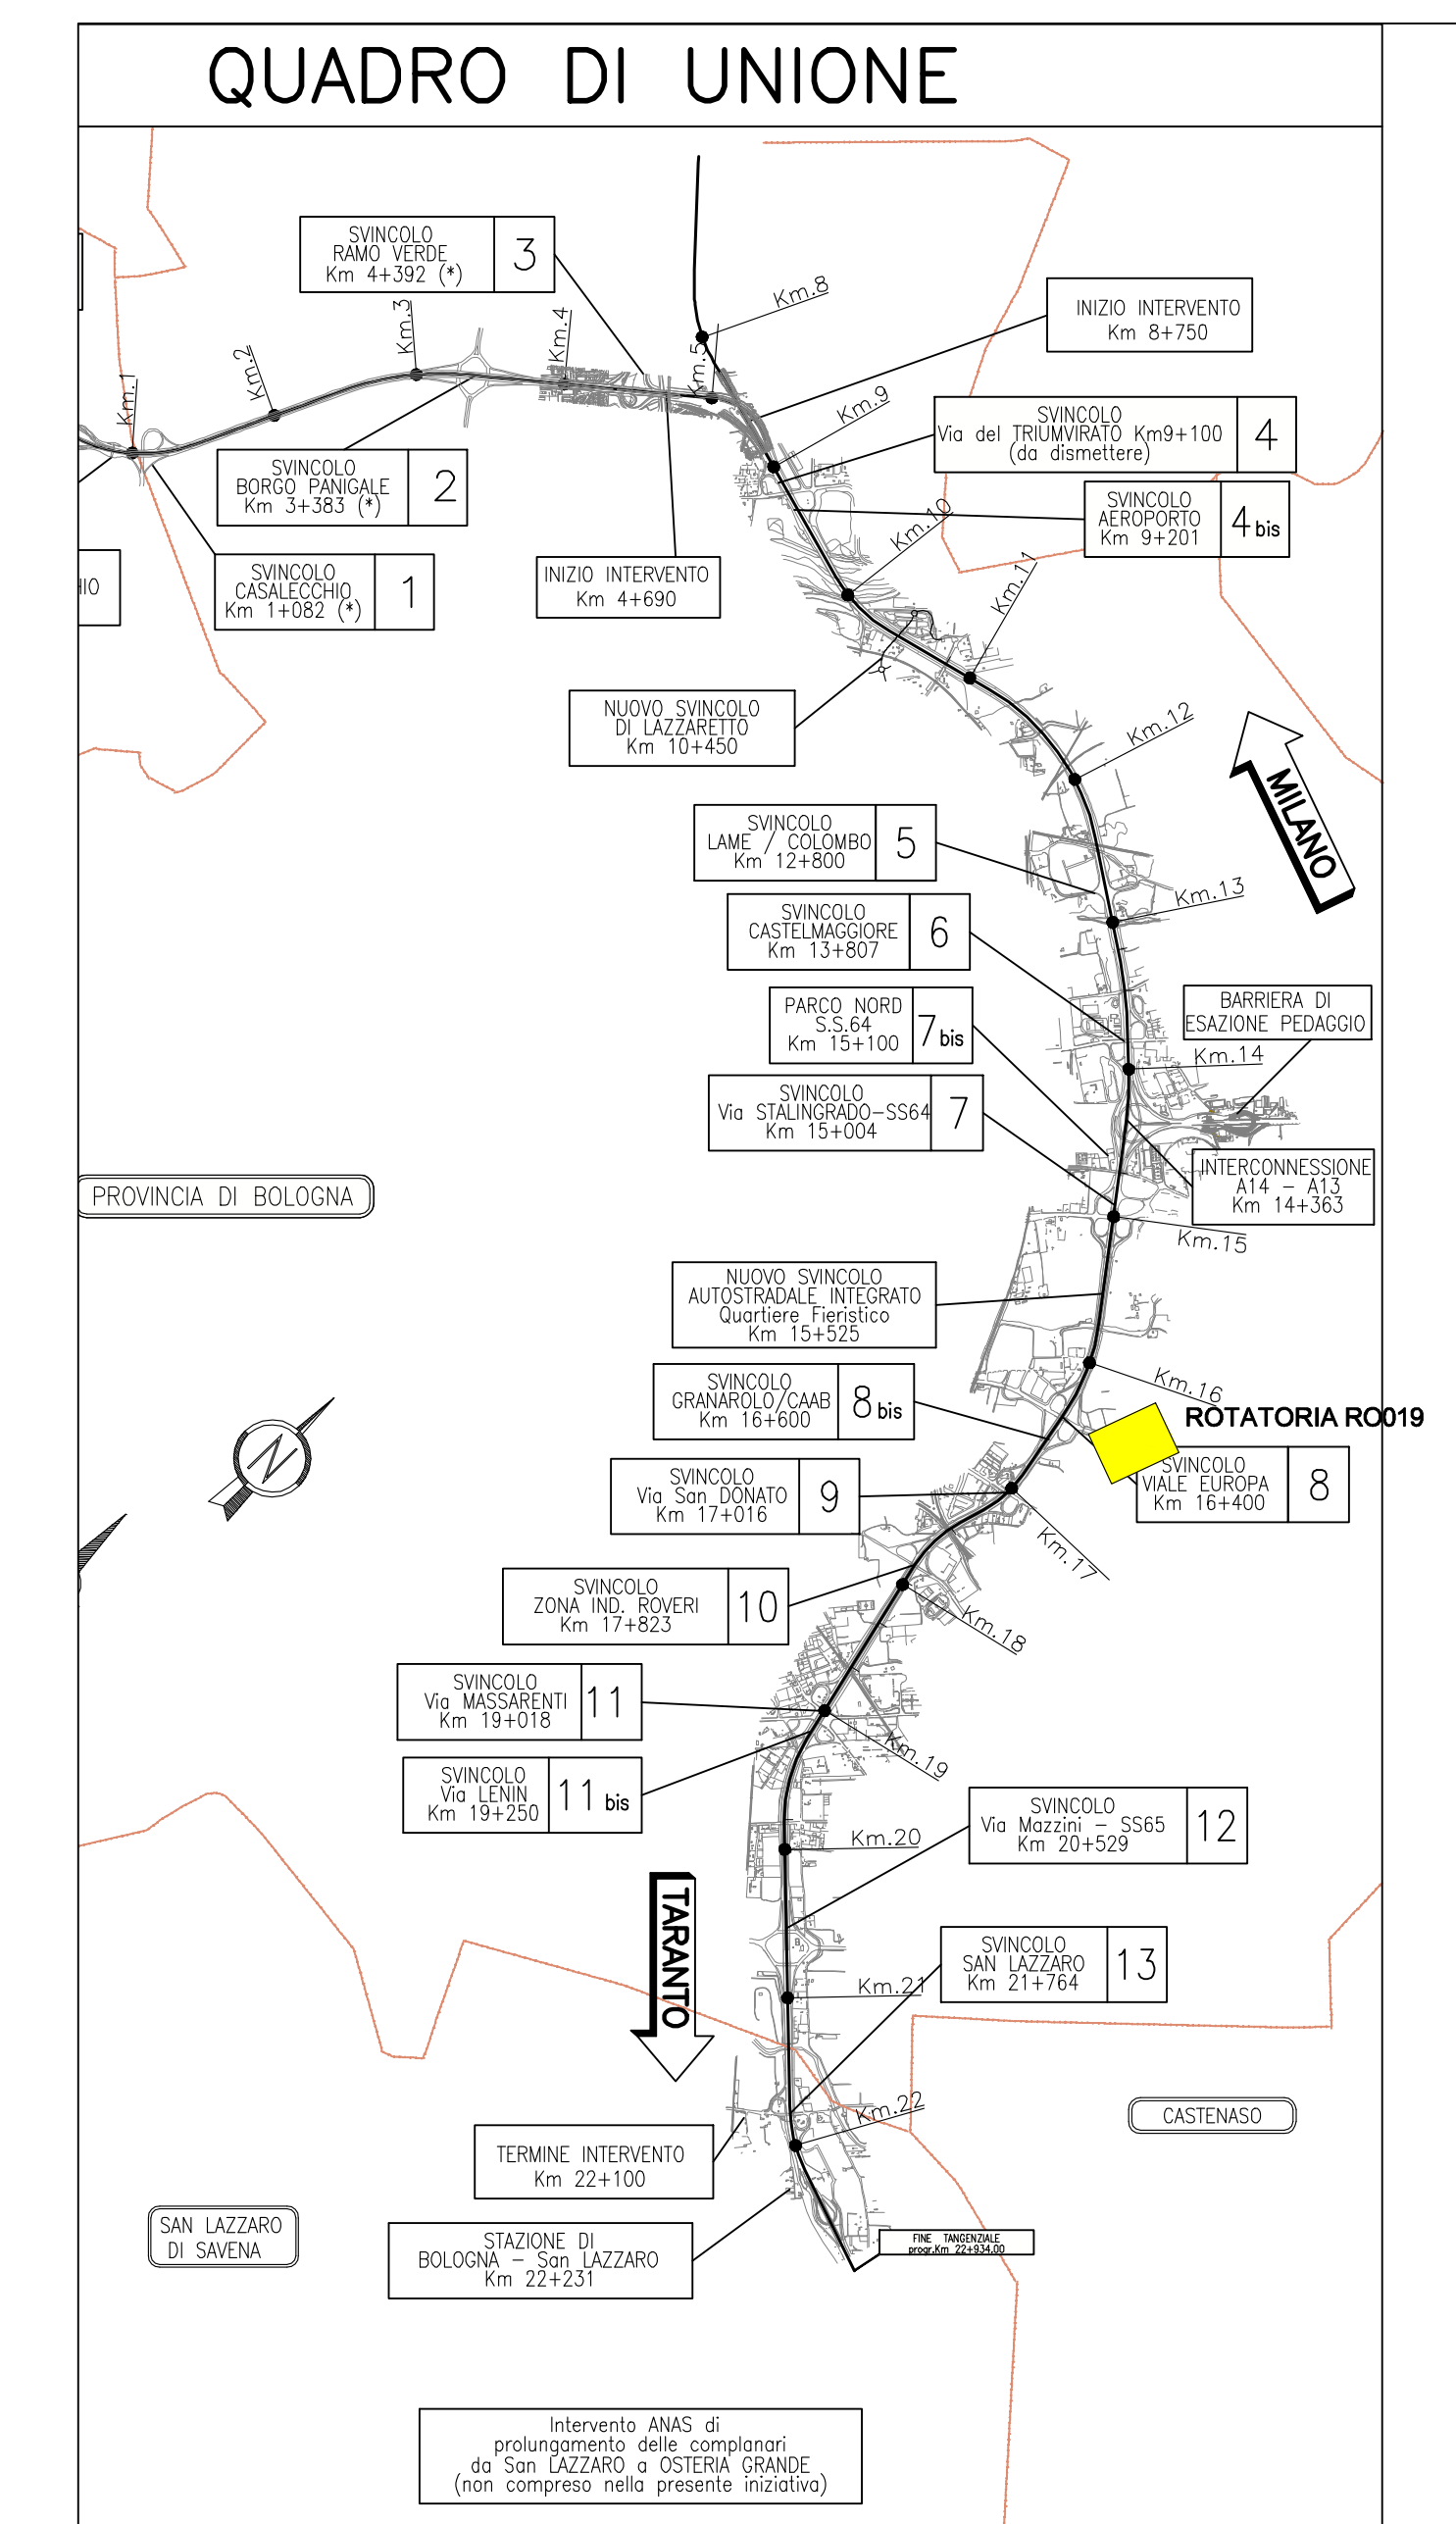 QUADRO DI UNIONE
SVINCOLO
RAMO VERDE
Km 4+392 (*)
3
Km.8
INIZIO INTERVENTO
Km 8+750
Km.1
Km.2
Km.3
Km.4
Km.5
Km.9
SVINCOLO
Via del TRIUMVIRATO Km9+100
(da dismettere)
4
SVINCOLO
BORGO PANIGALE
Km 3+383 (*)
2
SVINCOLO
AEROPORTO
Km 9+201
4 bis
Km.10
SVINCOLO
CASALECCHIO
Km 1+082 (*)
1
INIZIO INTERVENTO
Km 4+690
Km.11
NUOVO SVINCOLO
DI LAZZARETTO
Km 10+450
Km.12
MILANO
SVINCOLO
LAME / COLOMBO
Km 12+800
5
Km.13
SVINCOLO
CASTELMAGGIORE
Km 13+807
6
PARCO NORD
S.S.64
Km 15+100
7 bis
BARRIERA DI
ESAZIONE PEDAGGIO
Km.14
SVINCOLO
Via STALINGRADO-SS64
Km 15+004
7
INTERCONNESSIONE
A14 - A13
Km 14+363
PROVINCIA DI BOLOGNA
Km.15
NUOVO SVINCOLO
AUTOSTRADALE INTEGRATO
Quartiere Fieristico
Km 15+525
Km.16
SVINCOLO
GRANAROLO/CAAB
Km 16+600
8 bis
ROTATORIA RO019
SVINCOLO
VIALE EUROPA
Km 16+400
8
N
SVINCOLO
Via San DONATO
Km 17+016
9
Km.17
SVINCOLO
ZONA IND. ROVERI
Km 17+823
10
Km.18
SVINCOLO
Via MASSARENTI
Km 19+018
11
Km.19
SVINCOLO
Via LENIN
Km 19+250
11 bis
Km.20
SVINCOLO
Via Mazzini - SS65
Km 20+529
12
TARANTO
SVINCOLO
SAN LAZZARO
Km 21+764
13
Km.21
Km.22
CASTENASO
TERMINE INTERVENTO
Km 22+100
SAN LAZZARO
DI SAVENA
STAZIONE DI
BOLOGNA - San LAZZARO
Km 22+231
FINE TANGENZIALE
progr.Km 22+934.00
Intervento ANAS di
prolungamento delle complanari
da San LAZZARO a OSTERIA GRANDE
(non compreso nella presente iniziativa)